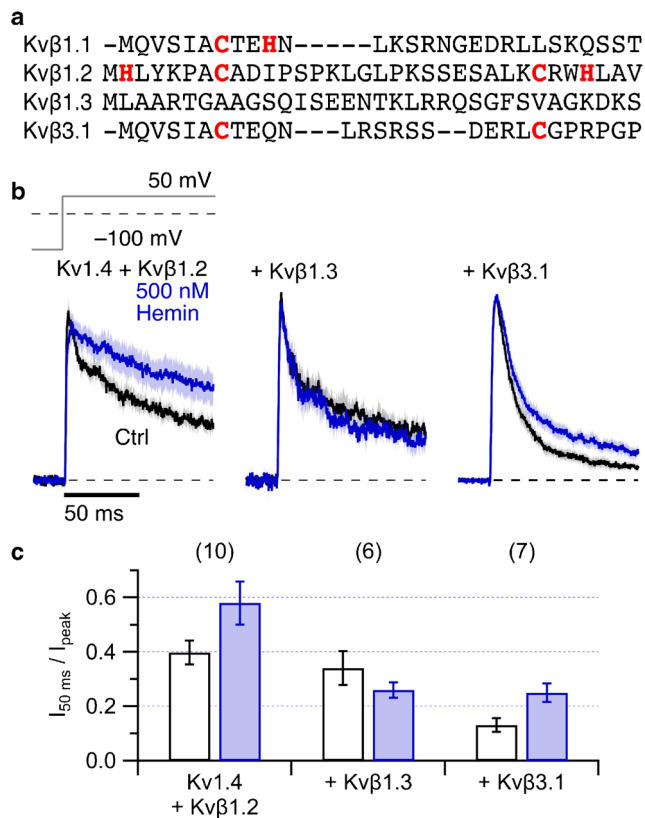 a
Kvβ1.1 -MQVSIACTEHN-----LKSRNGEDRLLSKQSST
Kvβ1.2 MHLYKPACADIPSPKLGLPKSSESALKCRWHLAV
Kvβ1.3 MLAARTGAAGSQISEENTKLRRQSGFSVAGKDKS
Kvβ3.1 -MQVSIACTEQN---LRSRSS--DERLCGPRPGP
b
50 mV
−100 mV
Kv1.4 + Kvβ1.2
+ Kvβ1.3
+ Kvβ3.1
500 nM
Hemin
Ctrl
50 ms
c
(10)
(6)
(7)
I50 ms / Ipeak
0.6
0.4
0.2
0.0
Kv1.4
+ Kvβ1.2
+ Kvβ1.3
+ Kvβ3.1